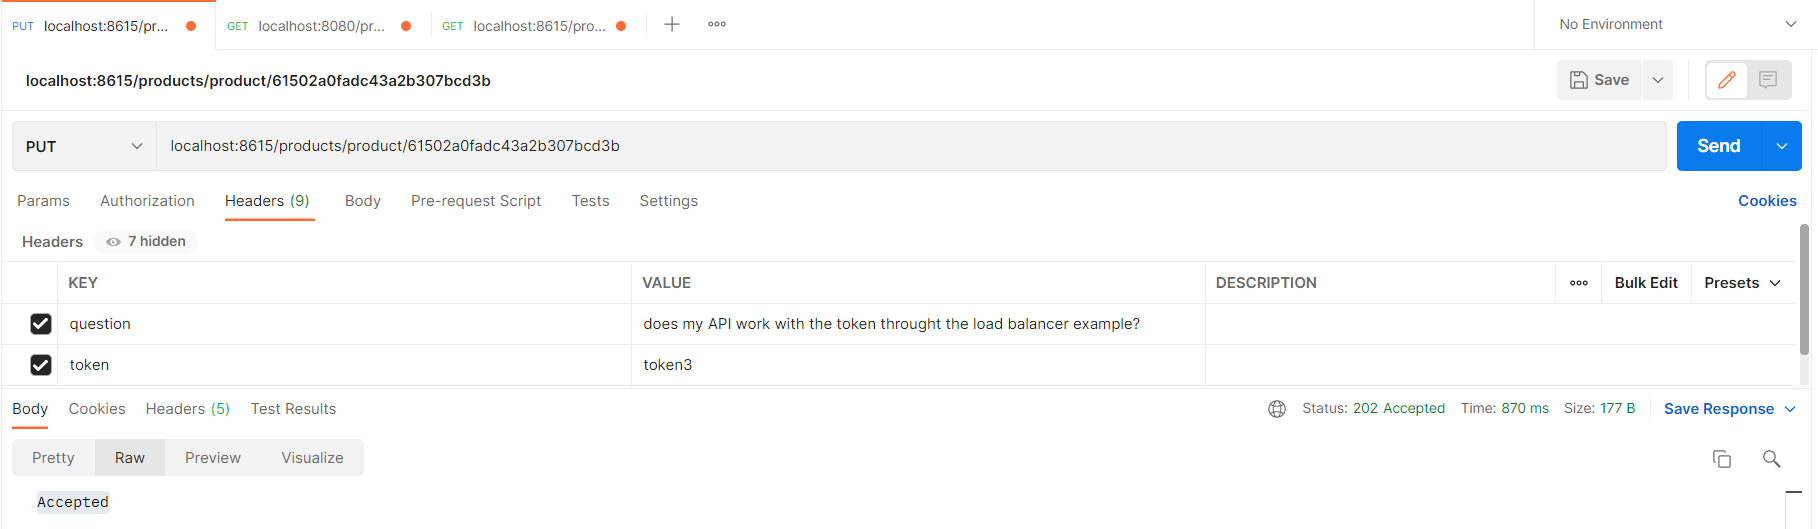 PUT localhost:8615/pr... GET localhost:8080/pr... GET localhost:8615/pro... No Environment
localhost:8615/products/product/61502a0fadc43a2b307bcd3b Save
PUT localhost:8615/products/product/61502a0fadc43a2b307bcd3b Send
Params Authorization Headers (9) Body Pre-request Script Tests Settings Cookies
Headers 7 hidden
KEY VALUE DESCRIPTION Bulk Edit Presets
question does my API work with the token throught the load balancer example?
token token3
Body Cookies Headers (5) Test Results Status: 202 Accepted Time: 870 ms Size: 177 B Save Response
Pretty Raw Preview Visualize
Accepted